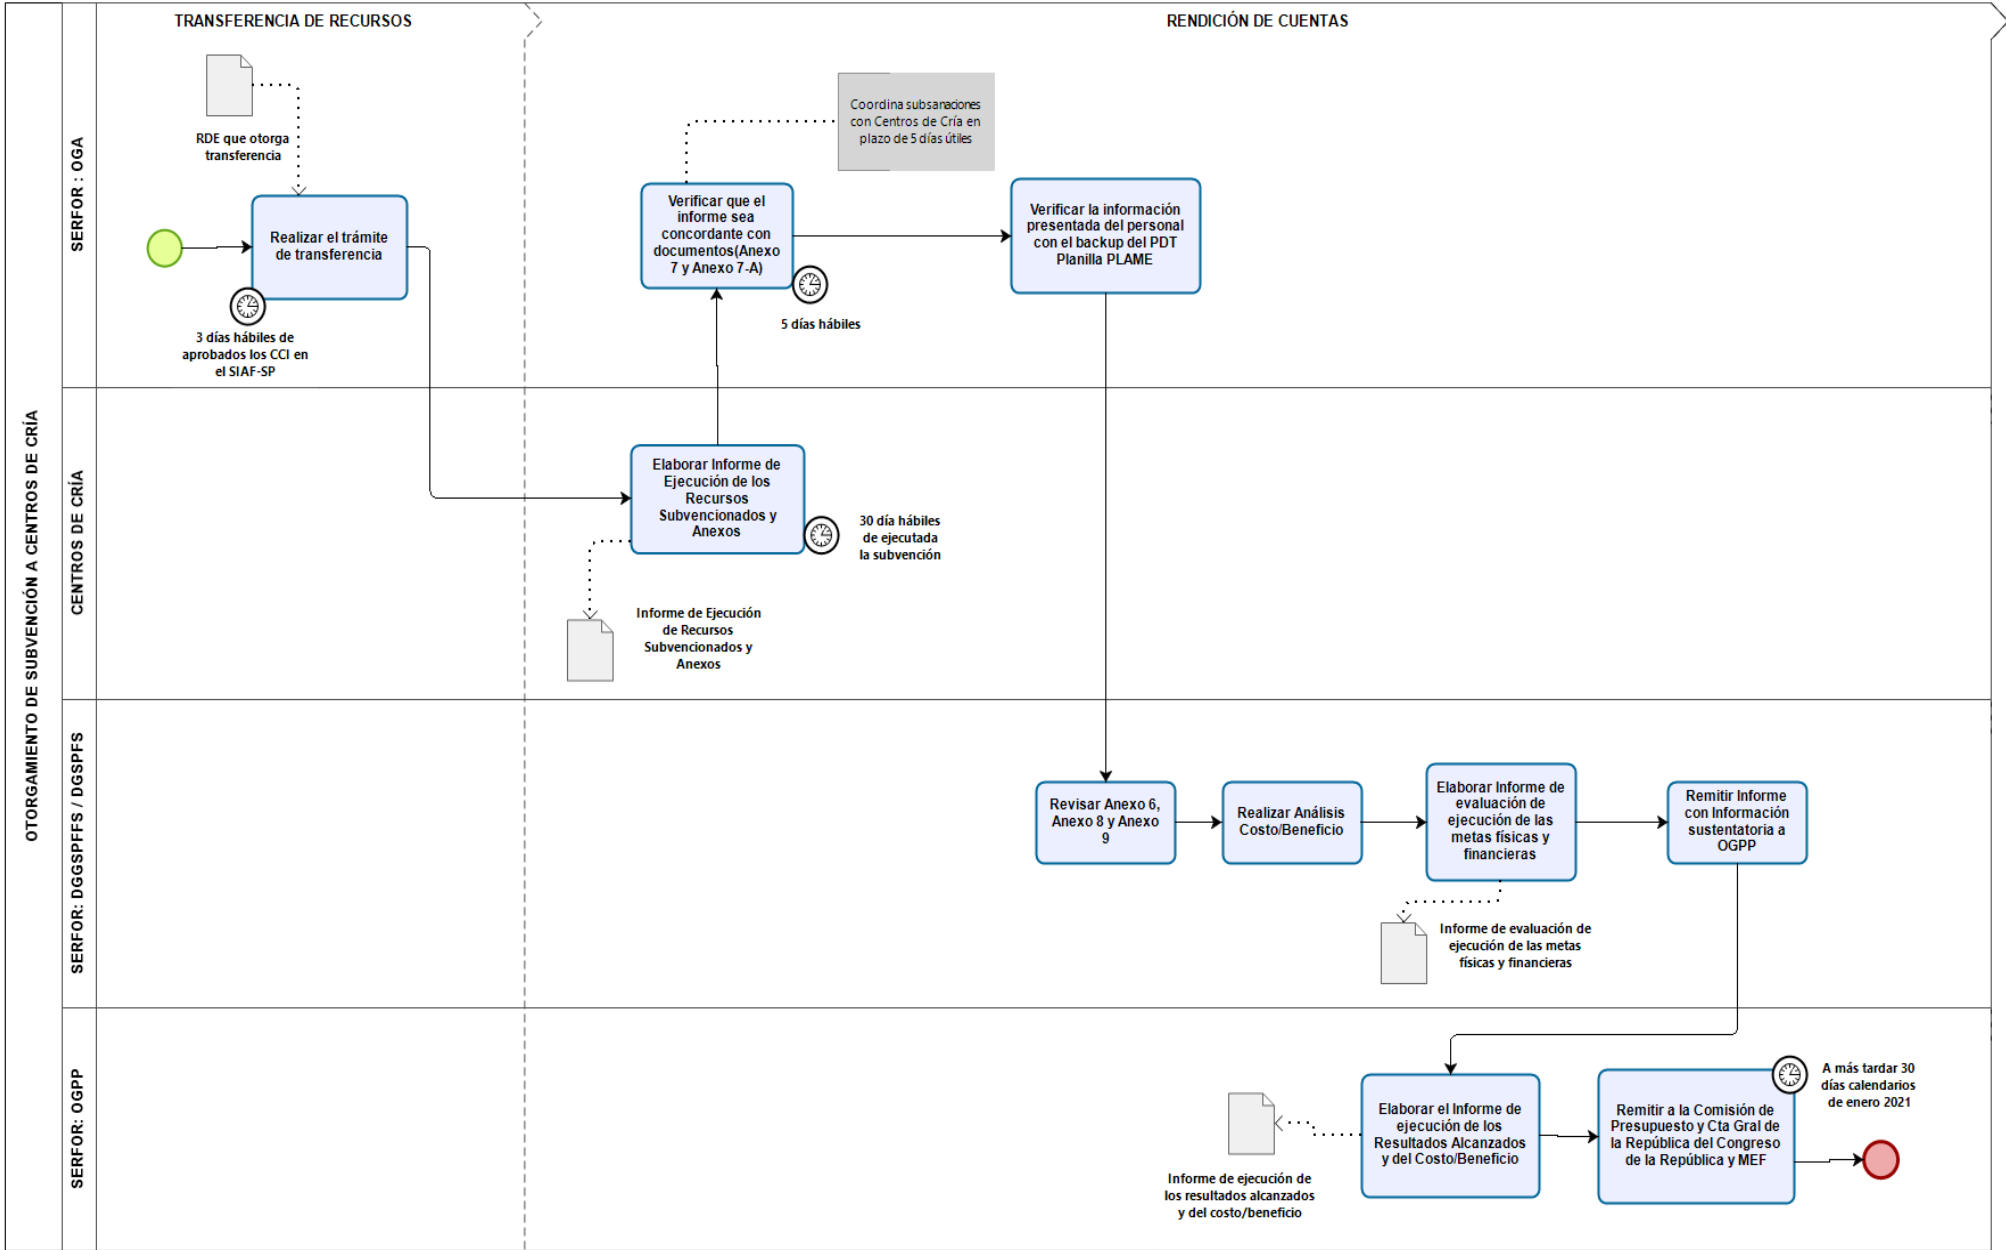 TRANSFERENCIA DE RECURSOS
RENDICIÓN DE CUENTAS
OTORGAMIENTO DE SUBVENCIÓN A CENTROS DE CRÍA
SERFOR : OGA
RDE que otorga
transferencia
Realizar el trámite
de transferencia
3 días hábiles de
aprobados los CCI en
el SIAF-SP
Coordina subsanaciones
con Centros de Cría en
plazo de 5 días útiles
Verificar que el
informe sea
concordante con
documentos(Anexo
7 y Anexo 7-A)
5 días hábiles
Verificar la información
presentada del personal
con el backup del PDT
Planilla PLAME
CENTROS DE CRÍA
Elaborar Informe de
Ejecución de los
Recursos
Subvencionados y
Anexos
30 día hábiles
de ejecutada
la subvención
Informe de Ejecución
de Recursos
Subvencionados y
Anexos
SERFOR: DGGSPFFS / DGSPFS
Revisar Anexo 6,
Anexo 8 y Anexo
9
Realizar Análisis
Costo/Beneficio
Elaborar Informe de
evaluación de
ejecución de las
metas físicas y
financieras
Remitir Informe
con Información
sustentatoria a
OGPP
Informe de evaluación de
ejecución de las metas
físicas y financieras
SERFOR: OGPP
Elaborar el Informe de
ejecución de los
Resultados Alcanzados
y del Costo/Beneficio
Informe de ejecución de
los resultados alcanzados
y del costo/beneficio
Remitir a la Comisión de
Presupuesto y Cta Gral de
la República del Congreso
de la República y MEF
A más tardar 30
días calendarios
de enero 2021